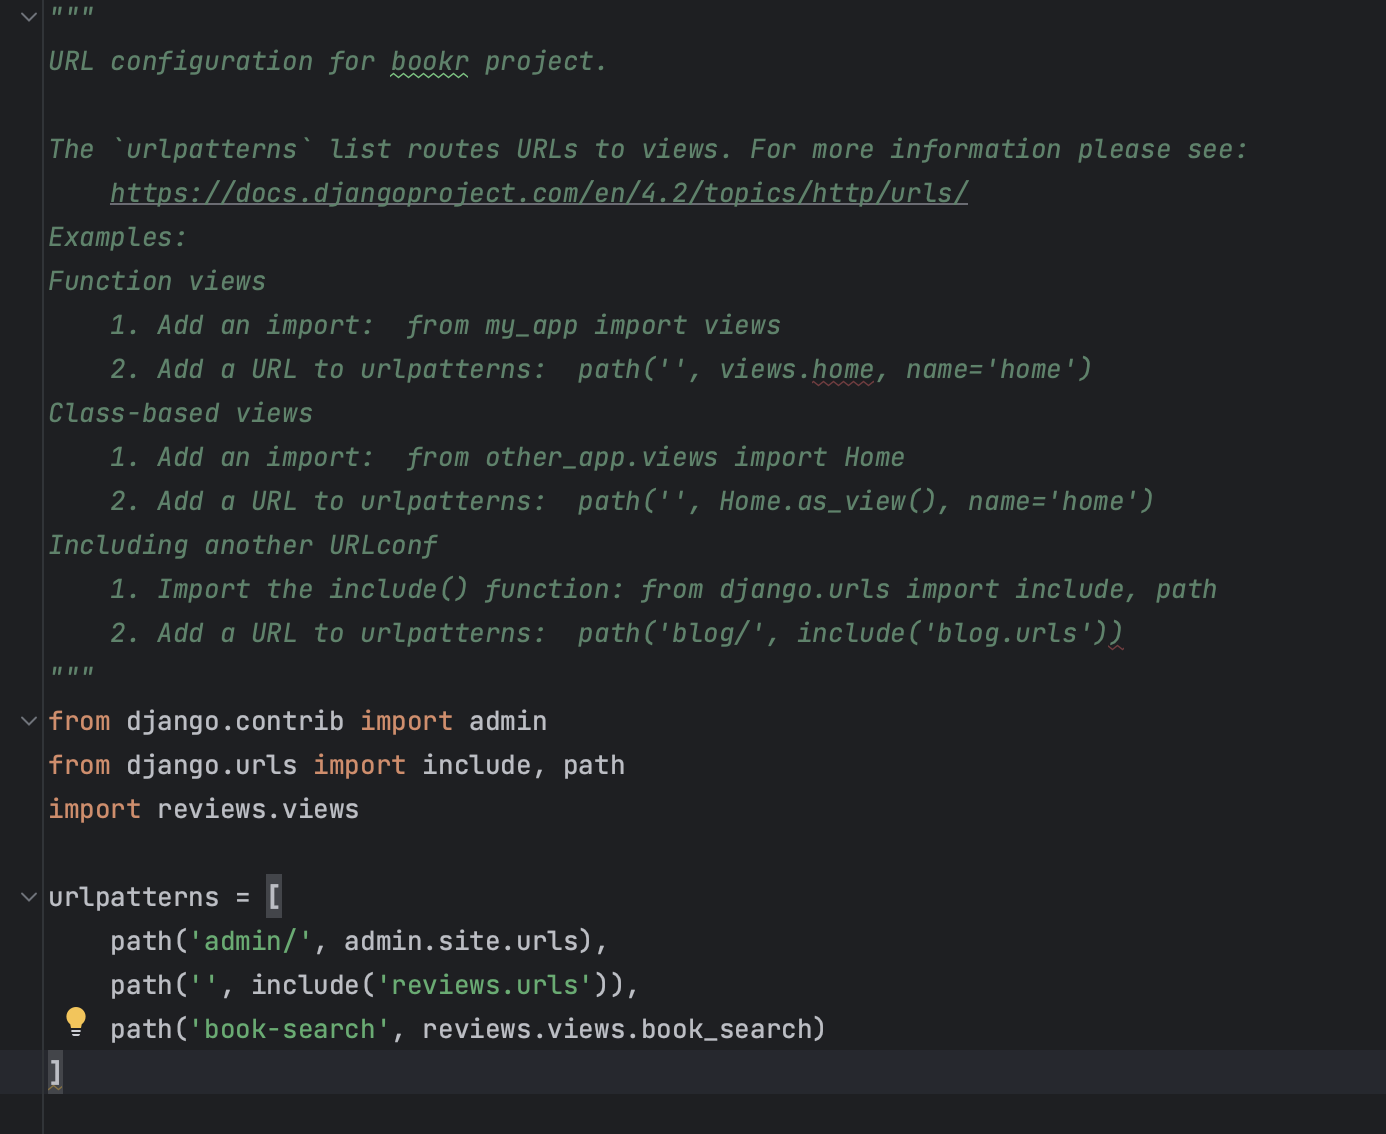 """
URL configuration for bookr project.

The `urlpatterns` list routes URLs to views. For more information please see:
    https://docs.djangoproject.com/en/4.2/topics/http/urls/
Examples:
Function views
    1. Add an import:  from my_app import views
    2. Add a URL to urlpatterns:  path('', views.home, name='home')
Class-based views
    1. Add an import:  from other_app.views import Home
    2. Add a URL to urlpatterns:  path('', Home.as_view(), name='home')
Including another URLconf
    1. Import the include() function: from django.urls import include, path
    2. Add a URL to urlpatterns:  path('blog/', include('blog.urls'))
"""
from django.contrib import admin
from django.urls import include, path
import reviews.views

urlpatterns = [
    path('admin/', admin.site.urls),
    path('', include('reviews.urls')),
    path('book-search', reviews.views.book_search)
]